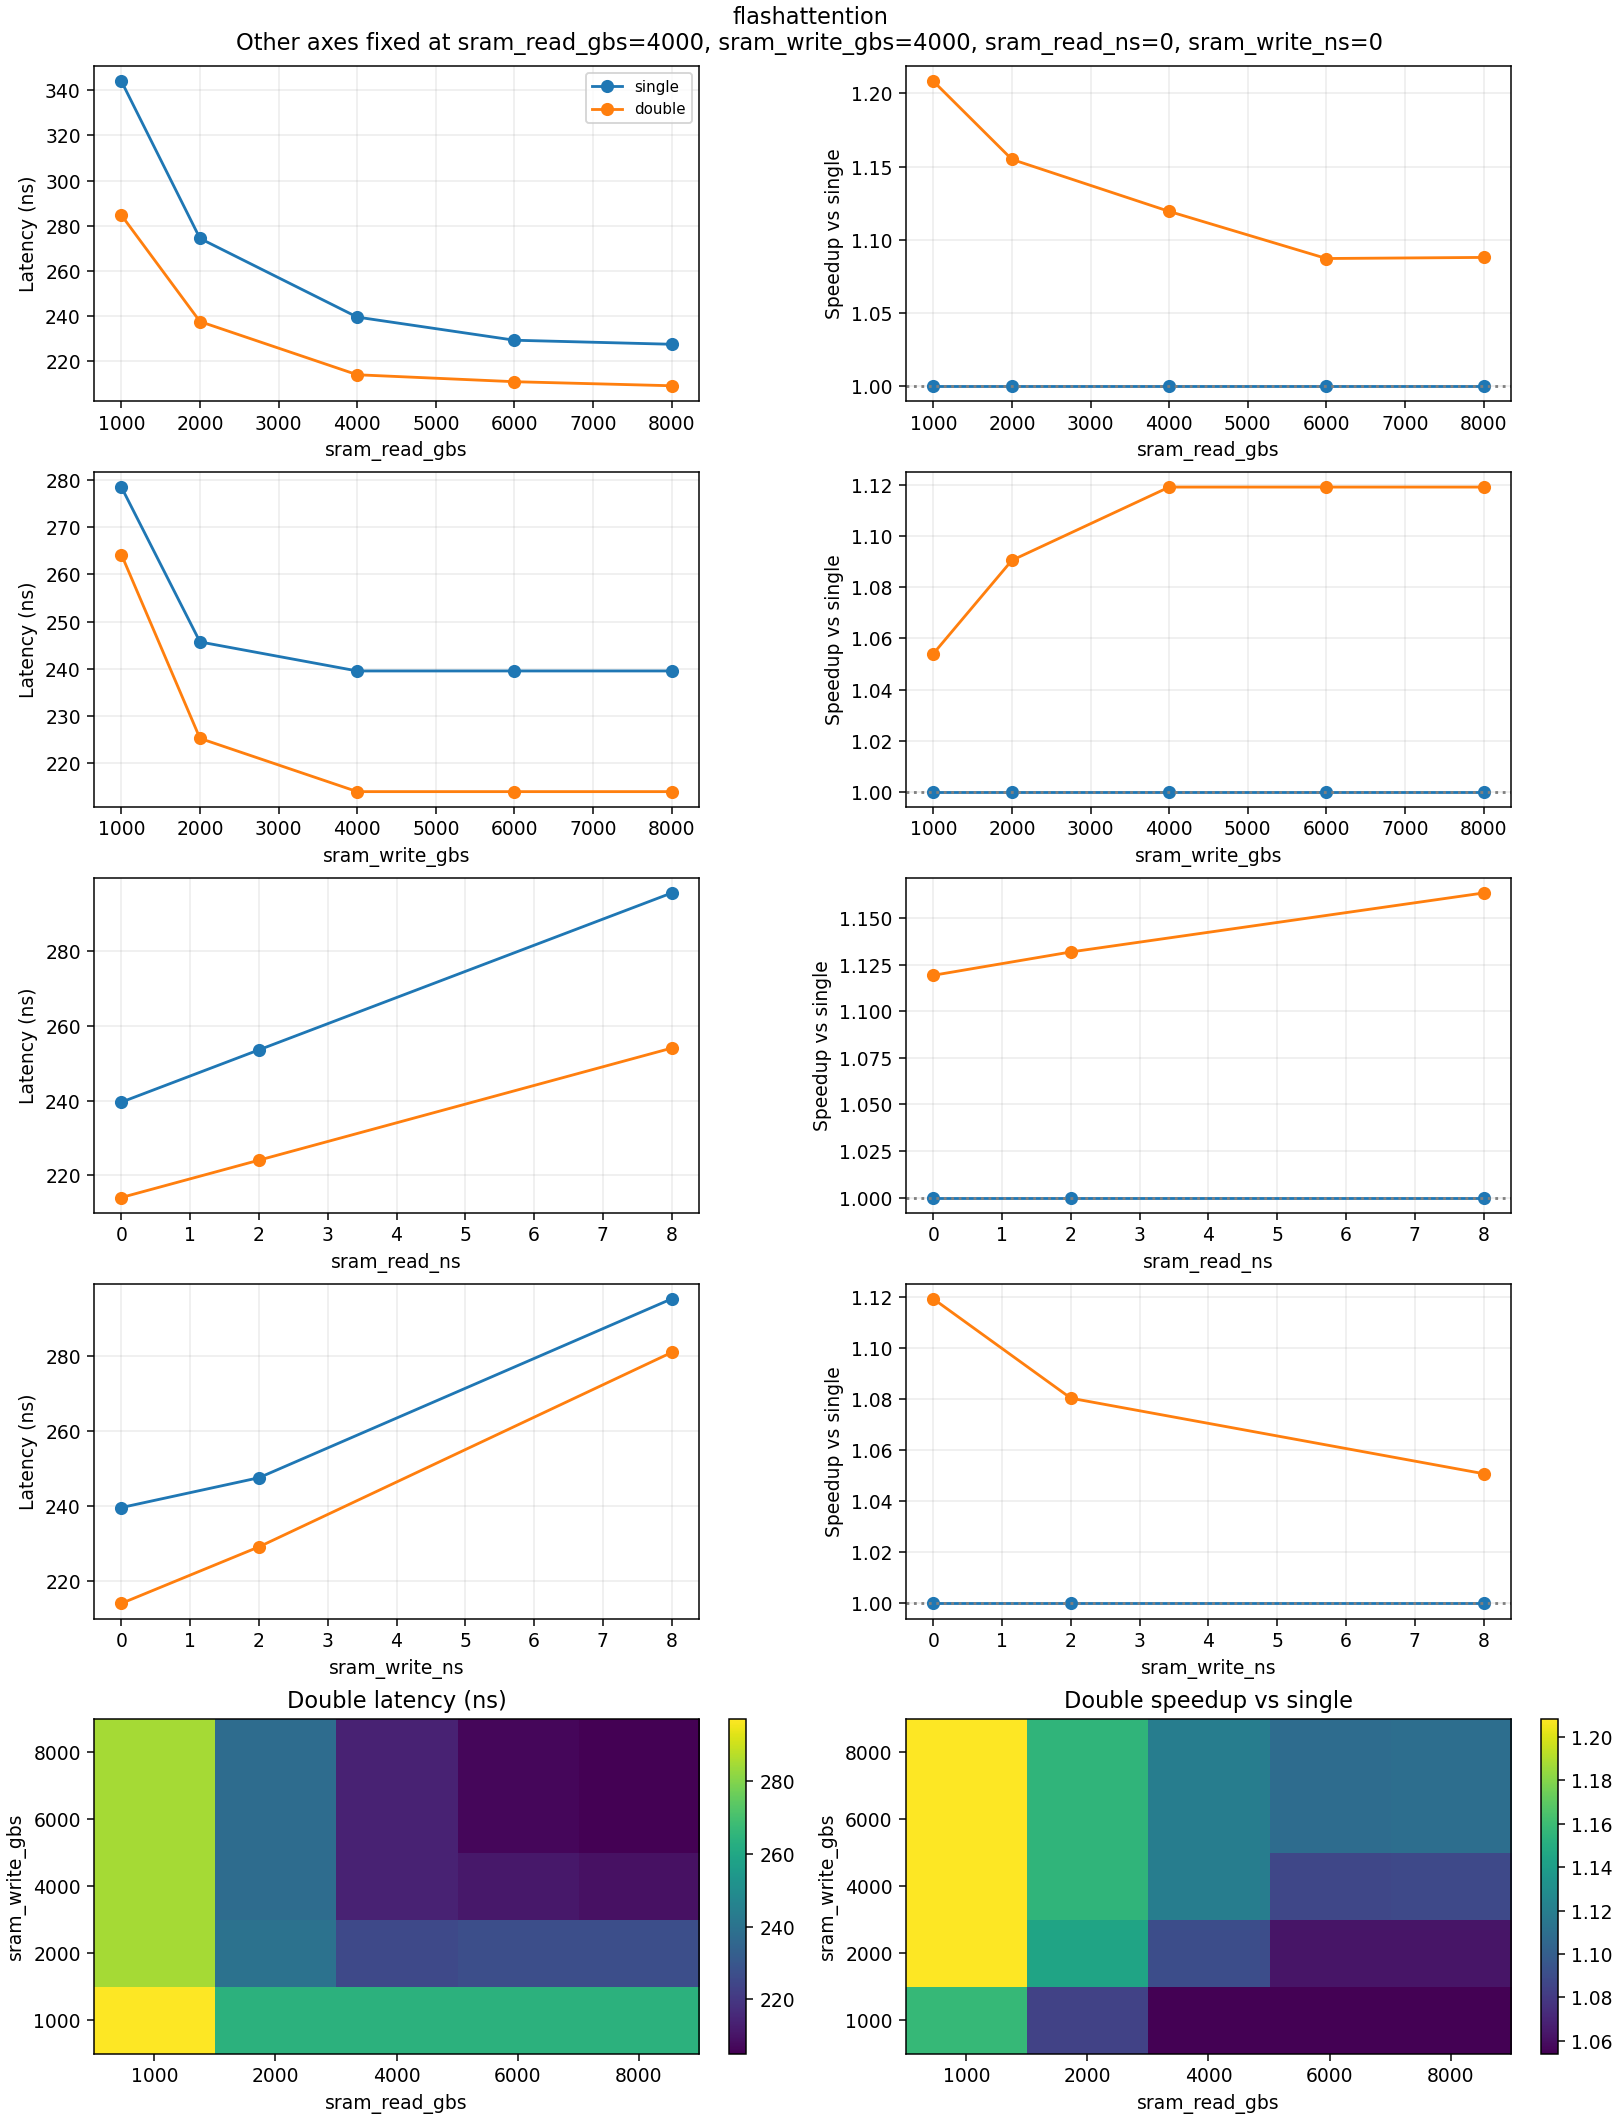 flashattention
Other axes fixed at sram_read_gbs=4000, sram_write_gbs=4000, sram_read_ns=0, sram_write_ns=0
Latency (ns)
340
320
300
280
260
240
220
single
double
1000 2000 3000 4000 5000 6000 7000 8000
sram_read_gbs
Speedup vs single
1.20
1.15
1.10
1.05
1.00
1000 2000 3000 4000 5000 6000 7000 8000
sram_read_gbs
Latency (ns)
280
270
260
250
240
230
220
1000 2000 3000 4000 5000 6000 7000 8000
sram_write_gbs
Speedup vs single
1.12
1.10
1.08
1.06
1.04
1.02
1.00
1000 2000 3000 4000 5000 6000 7000 8000
sram_write_gbs
Latency (ns)
280
260
240
220
0 1 2 3 4 5 6 7 8
sram_read_ns
Speedup vs single
1.150
1.125
1.100
1.075
1.050
1.025
1.000
0 1 2 3 4 5 6 7 8
sram_read_ns
Latency (ns)
280
260
240
220
0 1 2 3 4 5 6 7 8
sram_write_ns
Speedup vs single
1.12
1.10
1.08
1.06
1.04
1.02
1.00
0 1 2 3 4 5 6 7 8
sram_write_ns
Double latency (ns)
sram_write_gbs
8000
6000
4000
2000
1000
1000 2000 4000 6000 8000
sram_read_gbs
280
260
240
220
Double speedup vs single
sram_write_gbs
8000
6000
4000
2000
1000
1000 2000 4000 6000 8000
sram_read_gbs
1.20
1.18
1.16
1.14
1.12
1.10
1.08
1.06